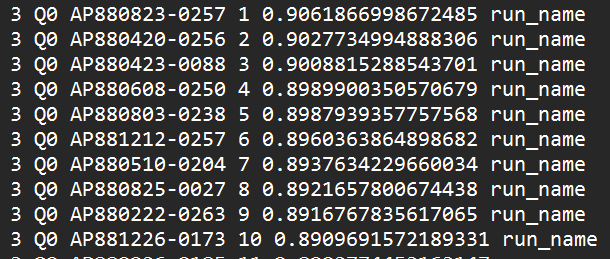 3 Q0 AP880823-0257 1 0.9061866998672485 run_name
3 Q0 AP880420-0256 2 0.9027734994888306 run_name
3 Q0 AP880423-0088 3 0.9008815288543701 run_name
3 Q0 AP880608-0250 4 0.8989900350570679 run_name
3 Q0 AP880803-0238 5 0.8987939357757568 run_name
3 Q0 AP881212-0257 6 0.8960363864898682 run_name
3 Q0 AP880510-0204 7 0.8937634229660034 run_name
3 Q0 AP880825-0027 8 0.8921657800674438 run_name
3 Q0 AP880222-0263 9 0.8916767835617065 run_name
3 Q0 AP881226-0173 10 0.8909691572189331 run_name